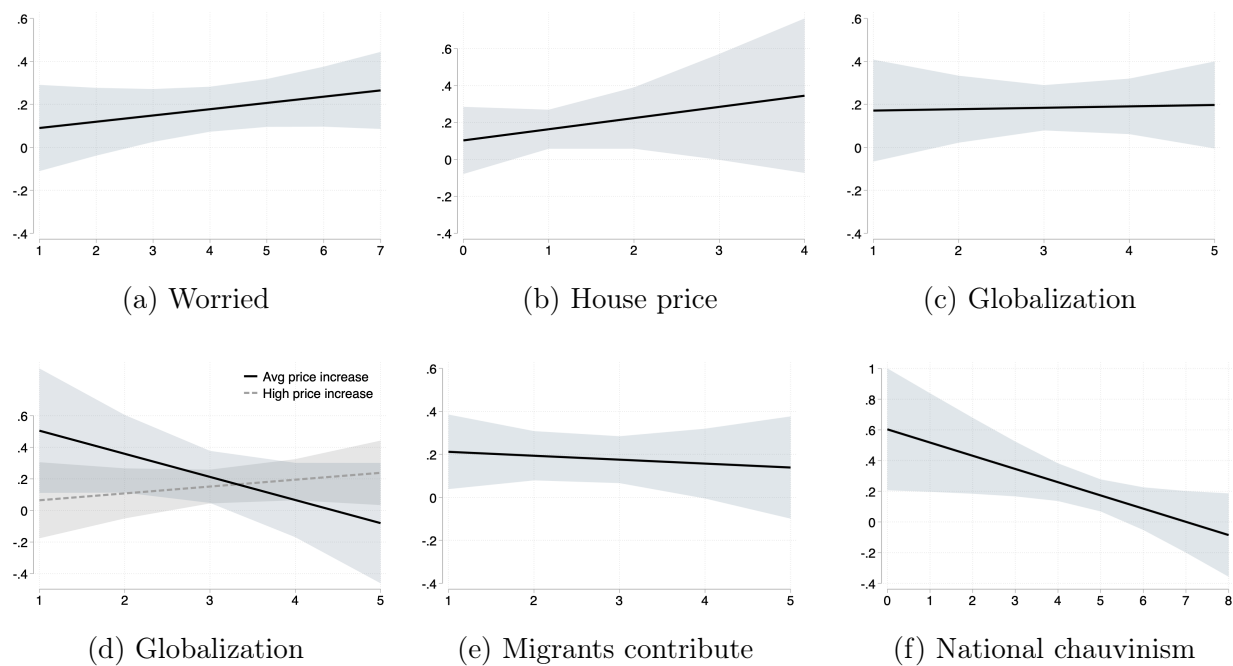 .6
.4
.2
0
-.2
-.4
1 2 3 4 5 6 7
(a) Worried
.6
.4
.2
0
-.2
-.4
0 1 2 3 4
(b) House price
.6
.4
.2
0
-.2
-.4
1 2 3 4 5
(c) Globalization
Avg price increase
High price increase
.6
.4
.2
0
-.2
-.4
1 2 3 4 5
(d) Globalization
.6
.4
.2
0
-.2
-.4
1 2 3 4 5
(e) Migrants contribute
1
.8
.6
.4
.2
0
-.2
-.4
0 1 2 3 4 5 6 7 8
(f) National chauvinism